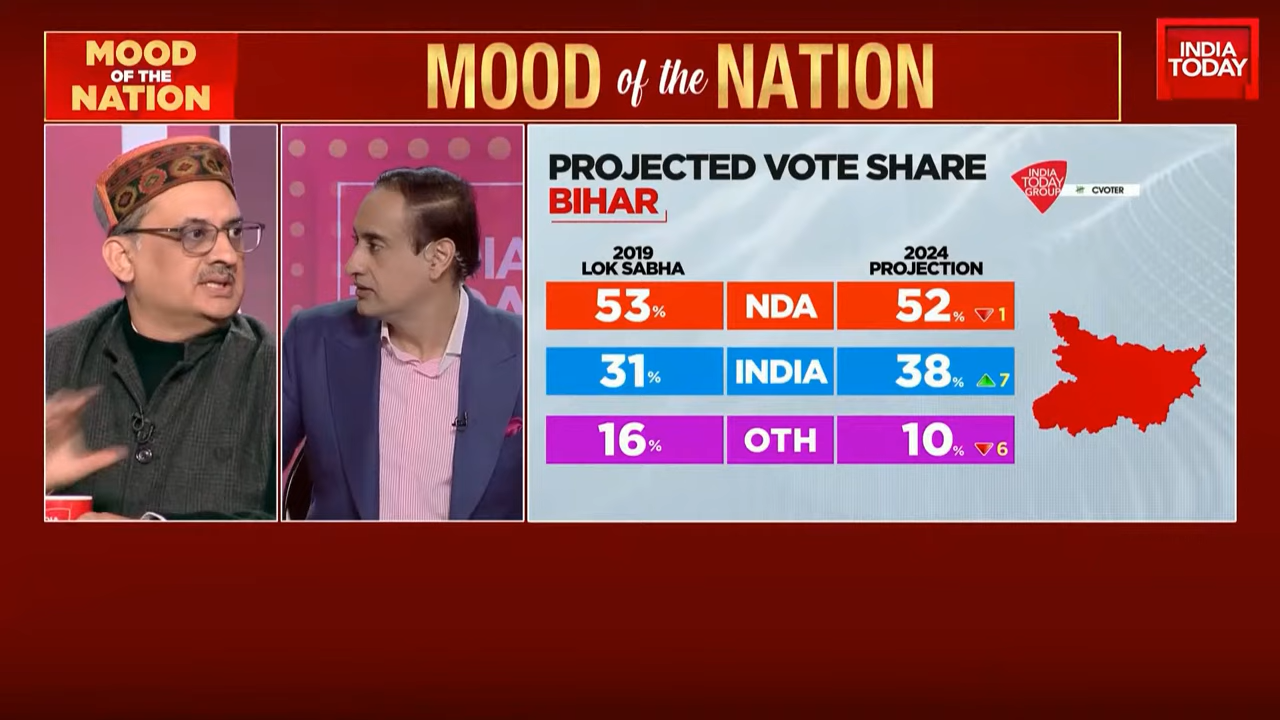 MOOD
OF THE
NATION
MOOD of the NATION
INDIA
TODAY
PROJECTED VOTE SHARE
BIHAR
INDIA
TODAY
GROUP
CVOTER
2019
LOK SABHA
2024
PROJECTION
53%
NDA
52% 1
31%
INDIA
38% 7
16%
OTH
10% 6